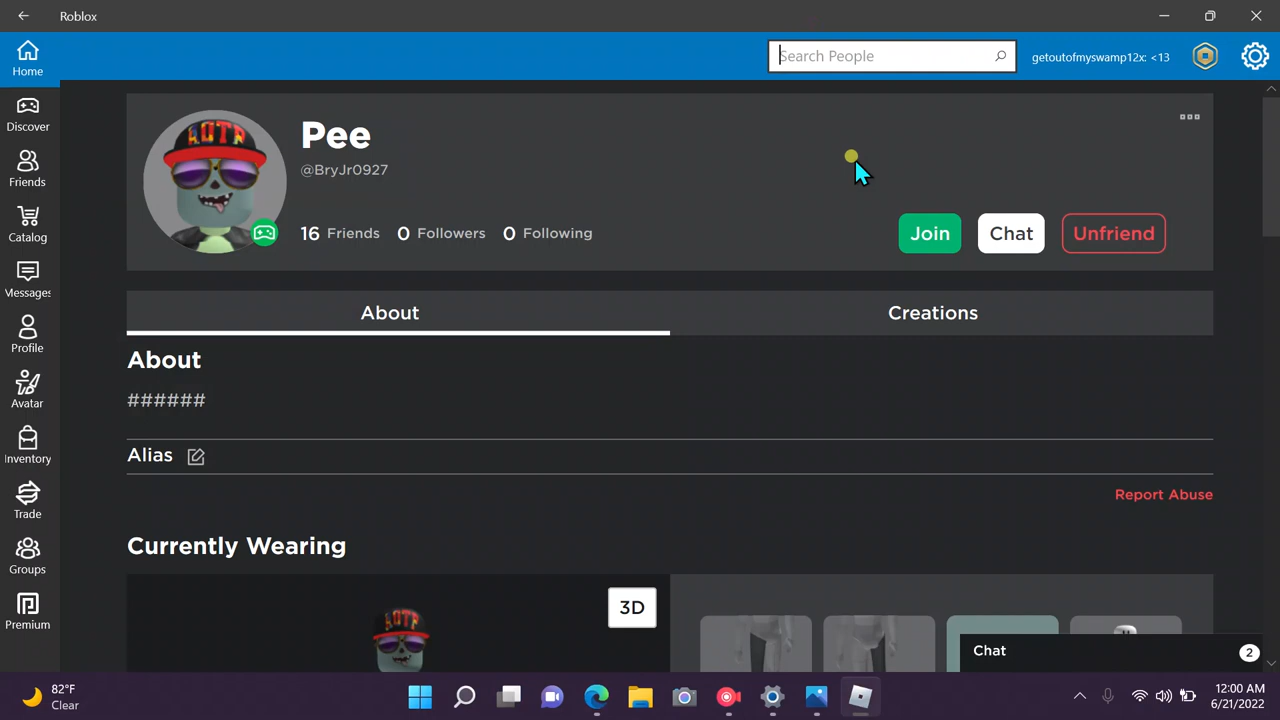 Roblox
Home
Search People
getoutofmyswamp12x: <13
Discover
Friends
Catalog
Messages
Profile
Avatar
Inventory
Trade
Groups
Premium
AOTP
Pee
@BryJr0927
16 Friends 0 Followers 0 Following
Join Chat Unfriend
About Creations
About
######
Alias
Report Abuse
Currently Wearing
AOTP
3D
Chat 2
82°F
Clear
12:00 AM
6/21/2022